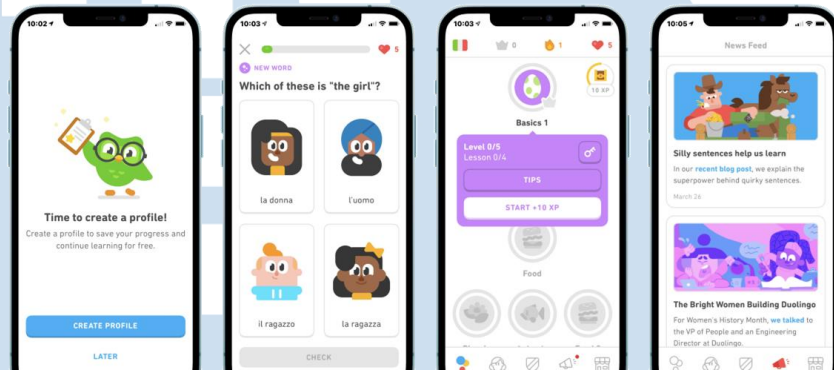 10:02
Time to create a profile!
Create a profile to save your progress and
continue learning for free.
CREATE PROFILE
LATER
10:03
5
NEW WORD
Which of these is "the girl"?
la donna
l'uomo
il ragazzo
la ragazza
CHECK
10:03
0
1
5
10 XP
Basics 1
Level 0/5
Lesson 0/4
TIPS
START +10 XP
Food
10:05
News Feed
Silly sentences help us learn
In our recent blog post, we explain the
superpower behind quirky sentences.
March 26
The Bright Women Building Duolingo
For Women's History Month, we talked to
the VP of People and an Engineering
Director at Duolingo.